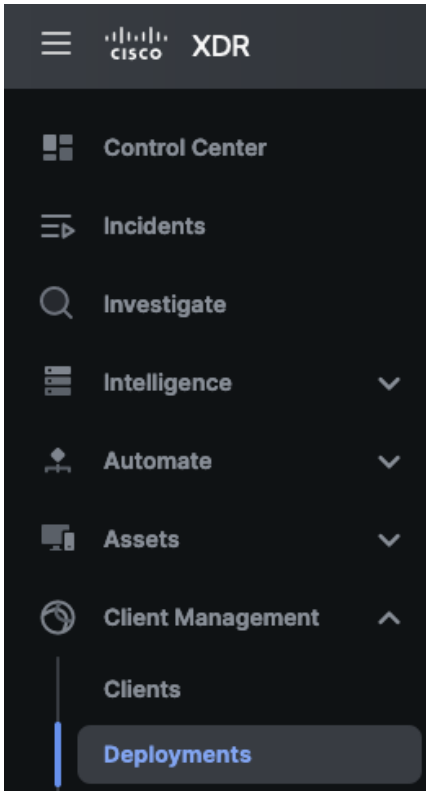 CISCO XDR
Control Center
Incidents
Investigate
Intelligence
Automate
Assets
Client Management
Clients
Deployments